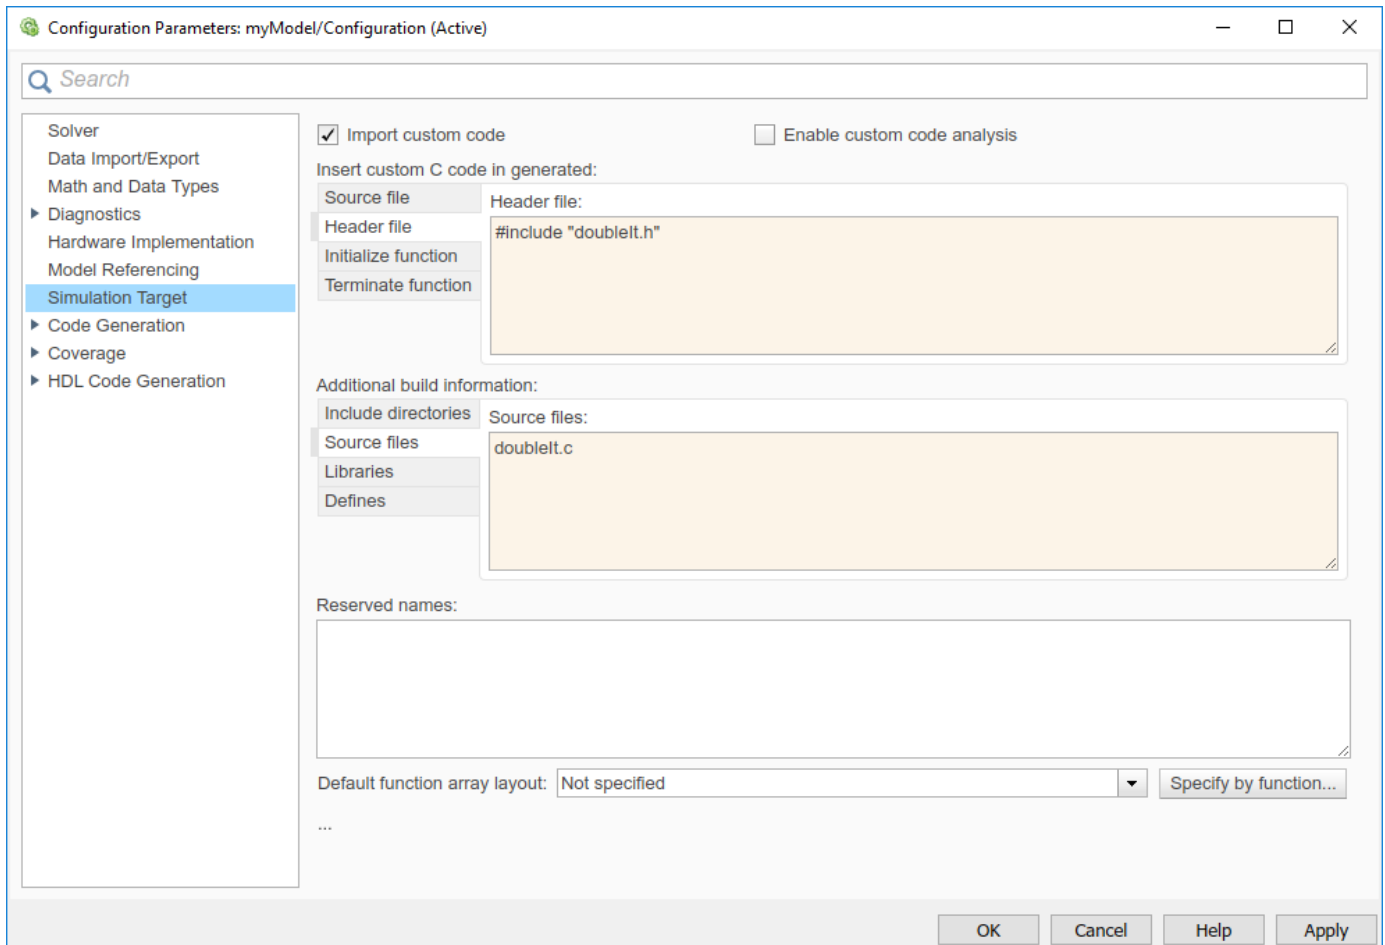 Configuration Parameters: myModel/Configuration (Active)
Search
Solver
Data Import/Export
Math and Data Types
Diagnostics
Hardware Implementation
Model Referencing
Simulation Target
Code Generation
Coverage
HDL Code Generation
Import custom code
Enable custom code analysis
Insert custom C code in generated:
Source file
Header file
Initialize function
Terminate function
Header file:
#include "doubleIt.h"
Additional build information:
Include directories
Source files
Libraries
Defines
Source files:
doubleIt.c
Reserved names:
Default function array layout: Not specified
Specify by function...
...
OK
Cancel
Help
Apply